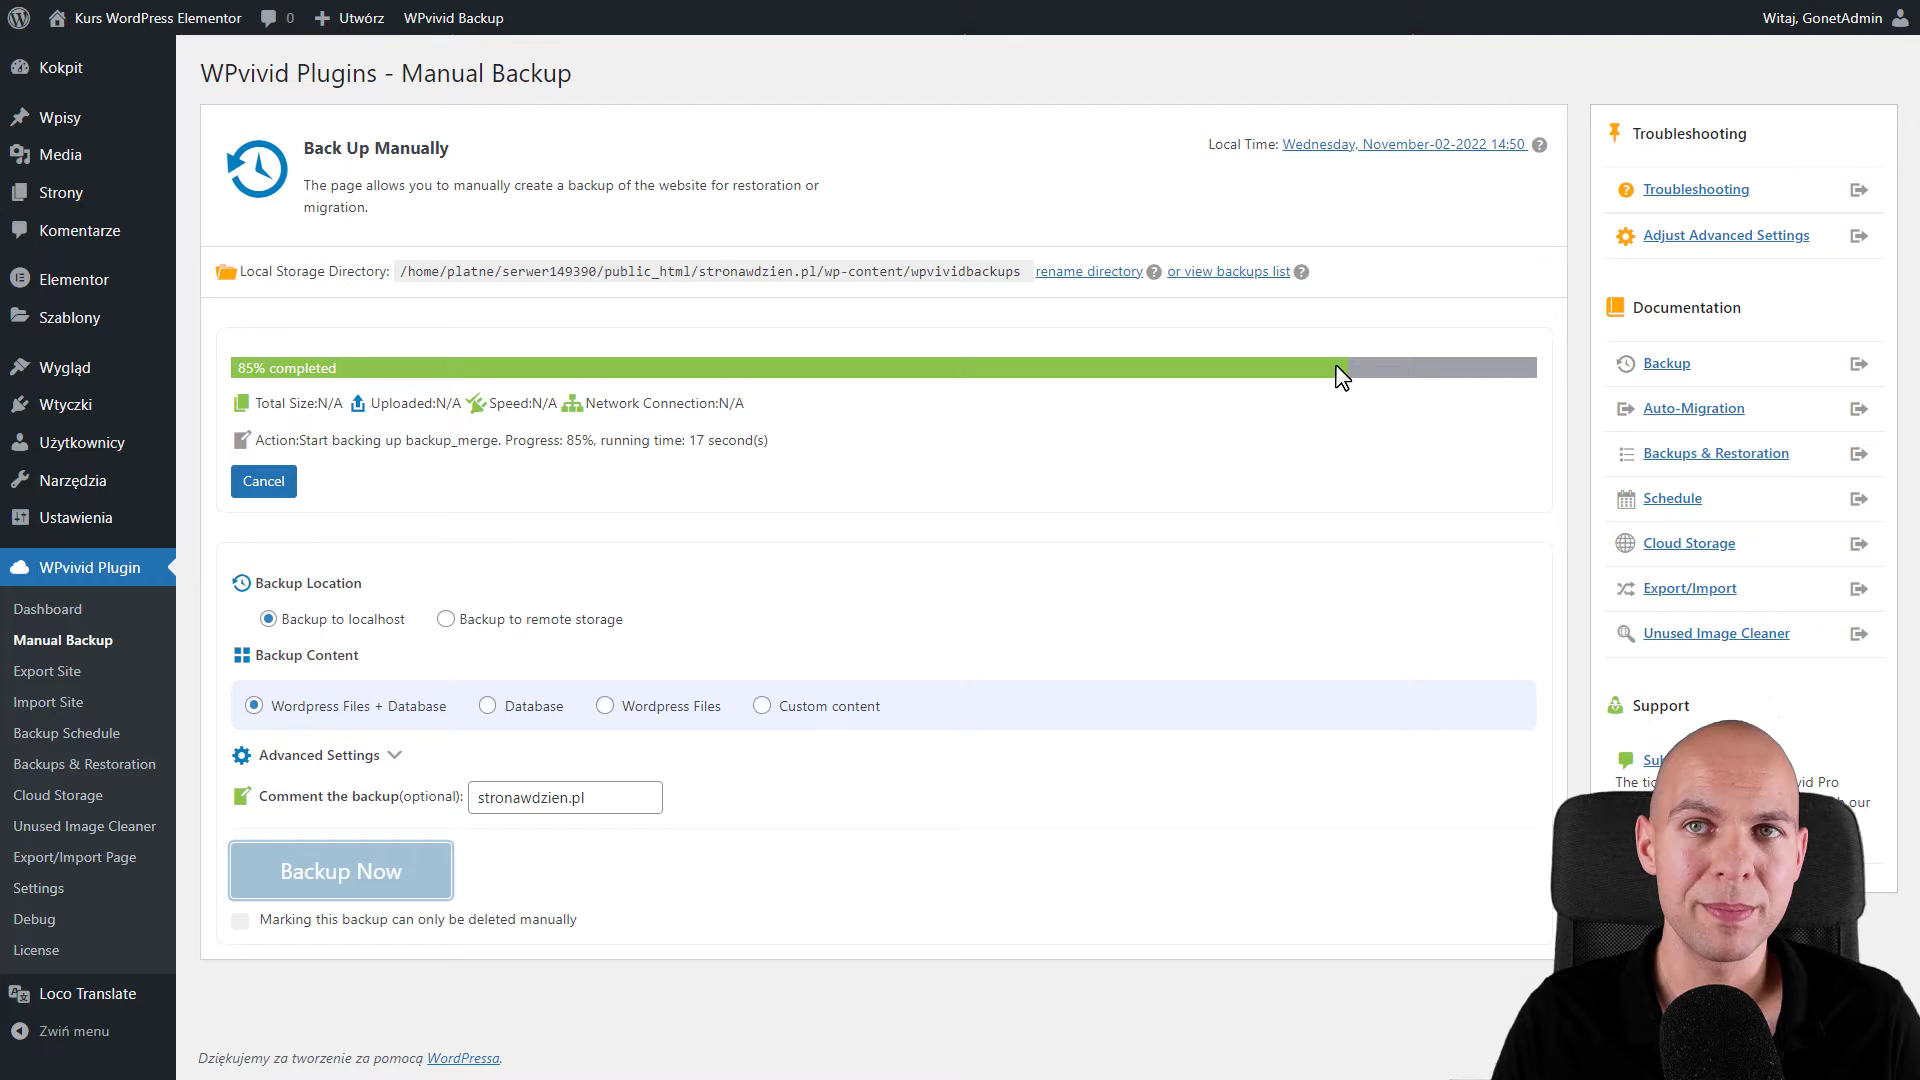 Kurs WordPress Elementor 0 Utwórz WPvivid Backup Witaj, GonetAdmin
Kokpit
Wpisy
Media
Strony
Komentarze
Elementor
Szablony
Wygląd
Wtyczki
Użytkownicy
Narzędzia
Ustawienia
WPvivid Plugin
Dashboard
Manual Backup
Export Site
Import Site
Backup Schedule
Backups & Restoration
Cloud Storage
Unused Image Cleaner
Export/Import Page
Settings
Debug
License
Loco Translate
Zwiń menu
WPvivid Plugins - Manual Backup
Back Up Manually
The page allows you to manually create a backup of the website for restoration or
migration.
Local Time: Wednesday, November-02-2022 14:50
Local Storage Directory: /home/platne/serwer149390/public_html/stronawdzien.pl/wp-content/wpvividbackups rename directory or view backups list
85% completed
Total Size:N/A Uploaded:N/A Speed:N/A Network Connection:N/A
Action:Start backing up backup_merge. Progress: 85%, running time: 17 second(s)
Cancel
Backup Location
Backup to localhost Backup to remote storage
Backup Content
Wordpress Files + Database Database Wordpress Files Custom content
Advanced Settings
Comment the backup(optional): stronawdzien.pl
Backup Now
Marking this backup can only be deleted manually
Dziękujemy za tworzenie za pomocą WordPressa.
Troubleshooting
Troubleshooting
Adjust Advanced Settings
Documentation
Backup
Auto-Migration
Backups & Restoration
Schedule
Cloud Storage
Export/Import
Unused Image Cleaner
Support
The Pro
our